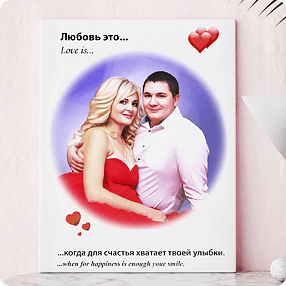 Любовь это...
Love is...
...когда для счастья хватает твоей улыбки.
...when for happiness is enough your smile.